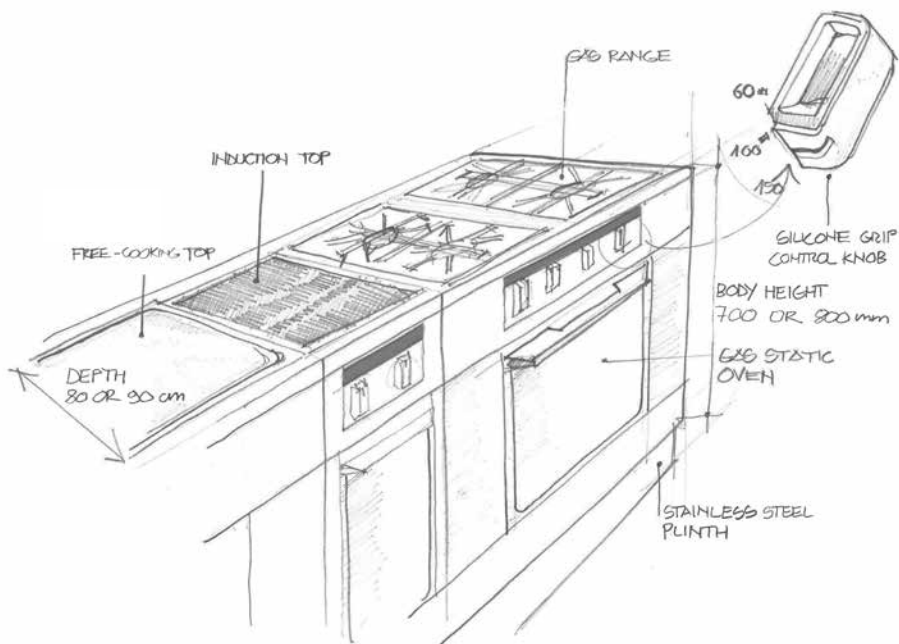 GAS RANGE
60
100
150
INDUCTION TOP
SILICONE GRIP
CONTROL KNOB
FREE-COOKING TOP
BODY HEIGHT
700 OR 800 mm
GAS STATIC
OVEN
DEPTH
80 OR 90 cm
STAINLESS STEEL
PLINTH